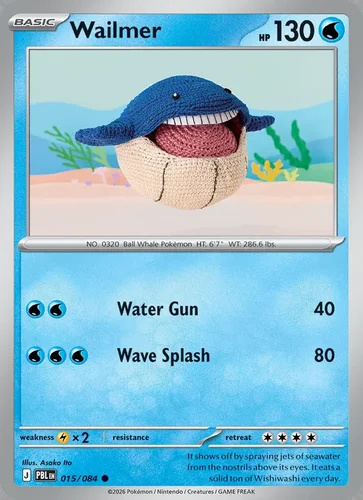 BASIC Wailmer HP 130
NO. 0320 Ball Whale Pokémon HT: 6'7" WT: 286.6 lbs.
Water Gun 40
Wave Splash 80
weakness ×2 resistance retreat
Illus. Asako Ito
J PBL EN 015/084
It shows off by spraying jets of seawater
from the nostrils above its eyes. It eats a
solid ton of Wishiwashi every day.
©2026 Pokémon / Nintendo / Creatures / GAME FREAK